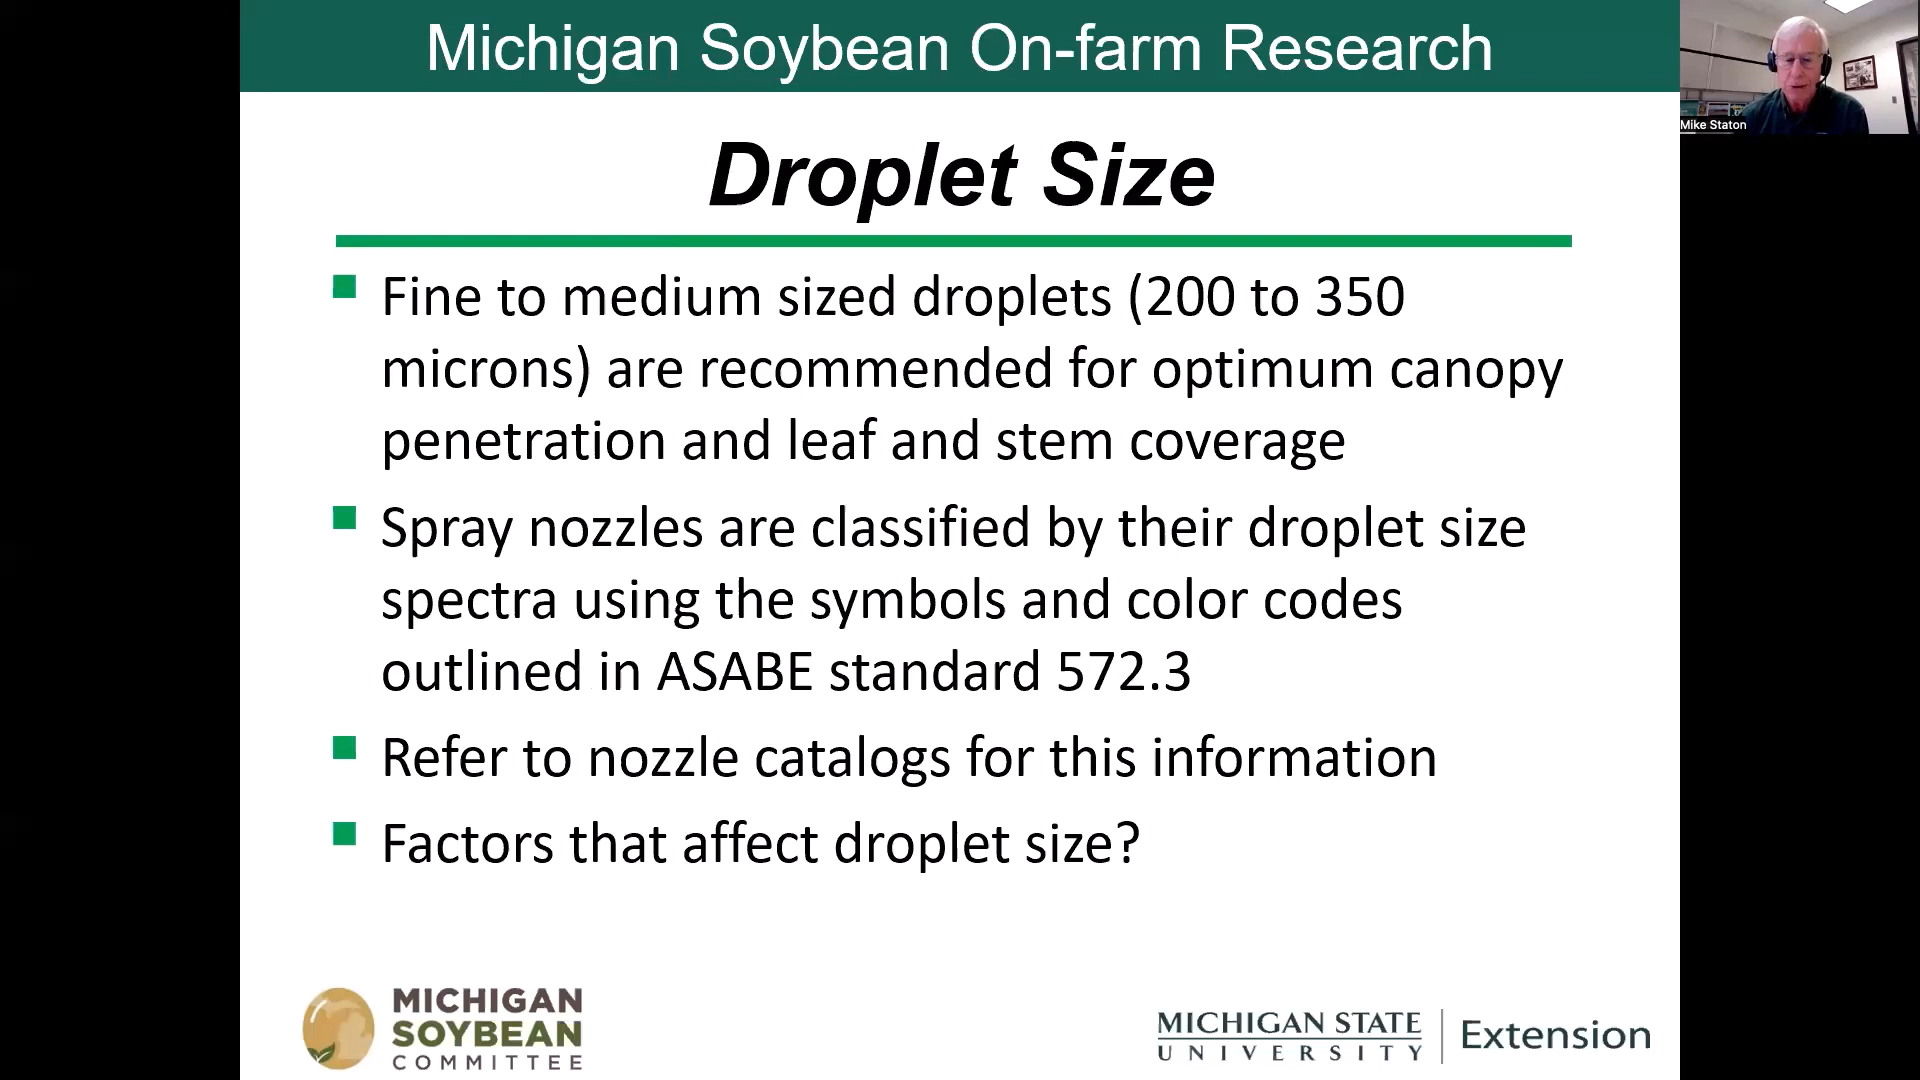 Michigan Soybean On-farm Research
Mike Staton
Droplet Size
Fine to medium sized droplets (200 to 350
microns) are recommended for optimum canopy
penetration and leaf and stem coverage
Spray nozzles are classified by their droplet size
spectra using the symbols and color codes
outlined in ASABE standard 572.3
Refer to nozzle catalogs for this information
Factors that affect droplet size?
MICHIGAN
SOYBEAN
COMMITTEE
MICHIGAN STATE
UNIVERSITY
Extension